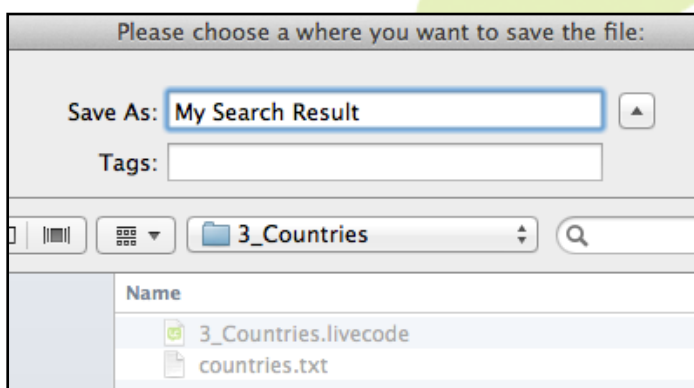 Please choose a where you want to save the file:
Save As: My Search Result
Tags:
3_Countries
Name
3_Countries.livecode
countries.txt